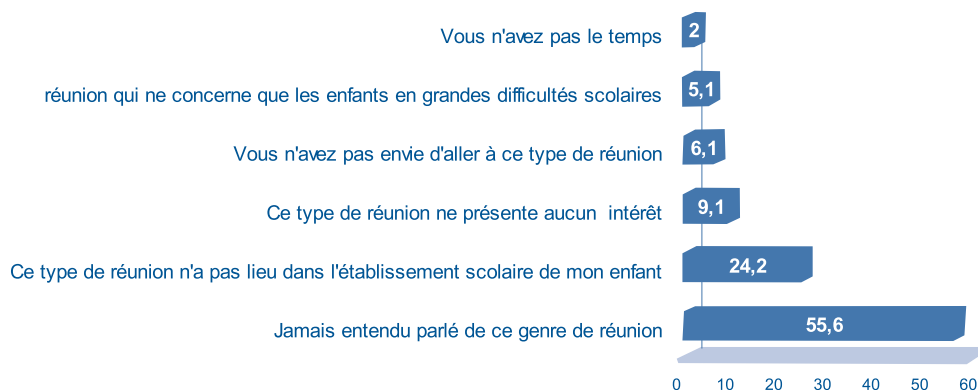 Vous n'avez pas le temps 2
réunion qui ne concerne que les enfants en grandes difficultés scolaires 5,1
Vous n'avez pas envie d'aller à ce type de réunion 6,1
Ce type de réunion ne présente aucun  intérêt 9,1
Ce type de réunion n'a pas lieu dans l'établissement scolaire de mon enfant 24,2
Jamais entendu parlé de ce genre de réunion 55,6
0 10 20 30 40 50 60